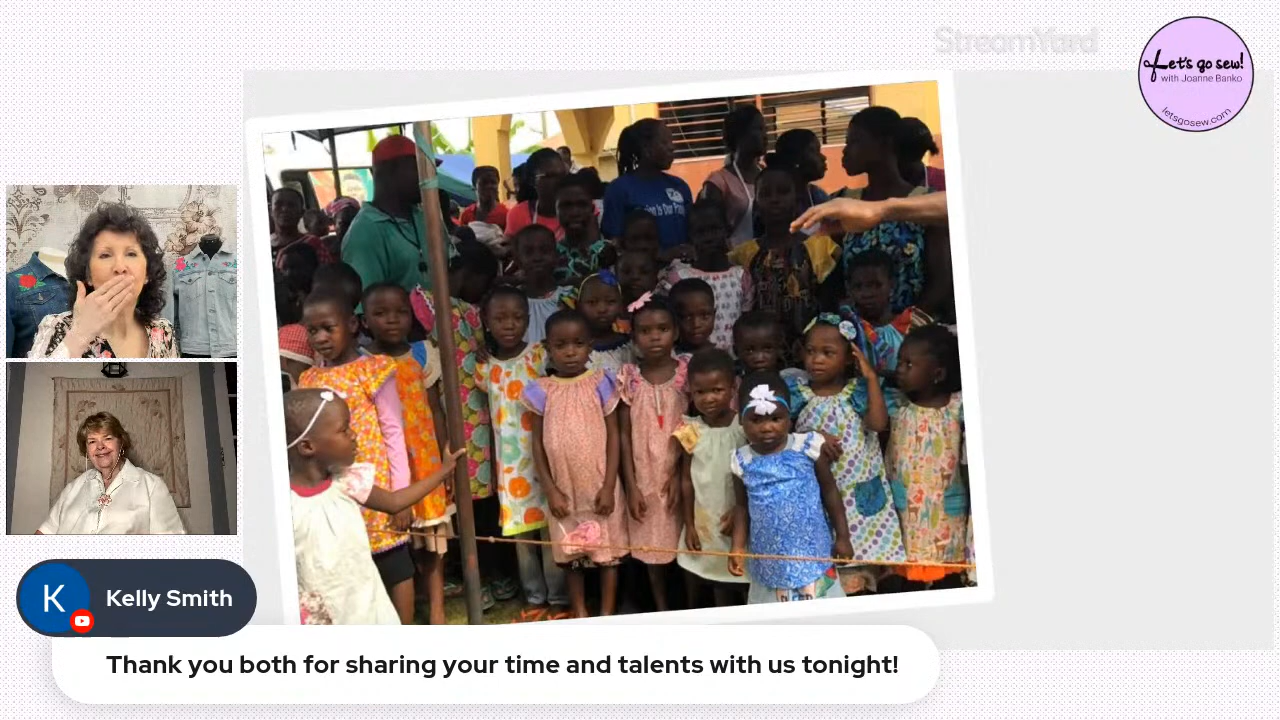 StreamYard
Let's go sew!
with Joanne Banko
letsgosew.com
K
Kelly Smith
Thank you both for sharing your time and talents with us tonight!